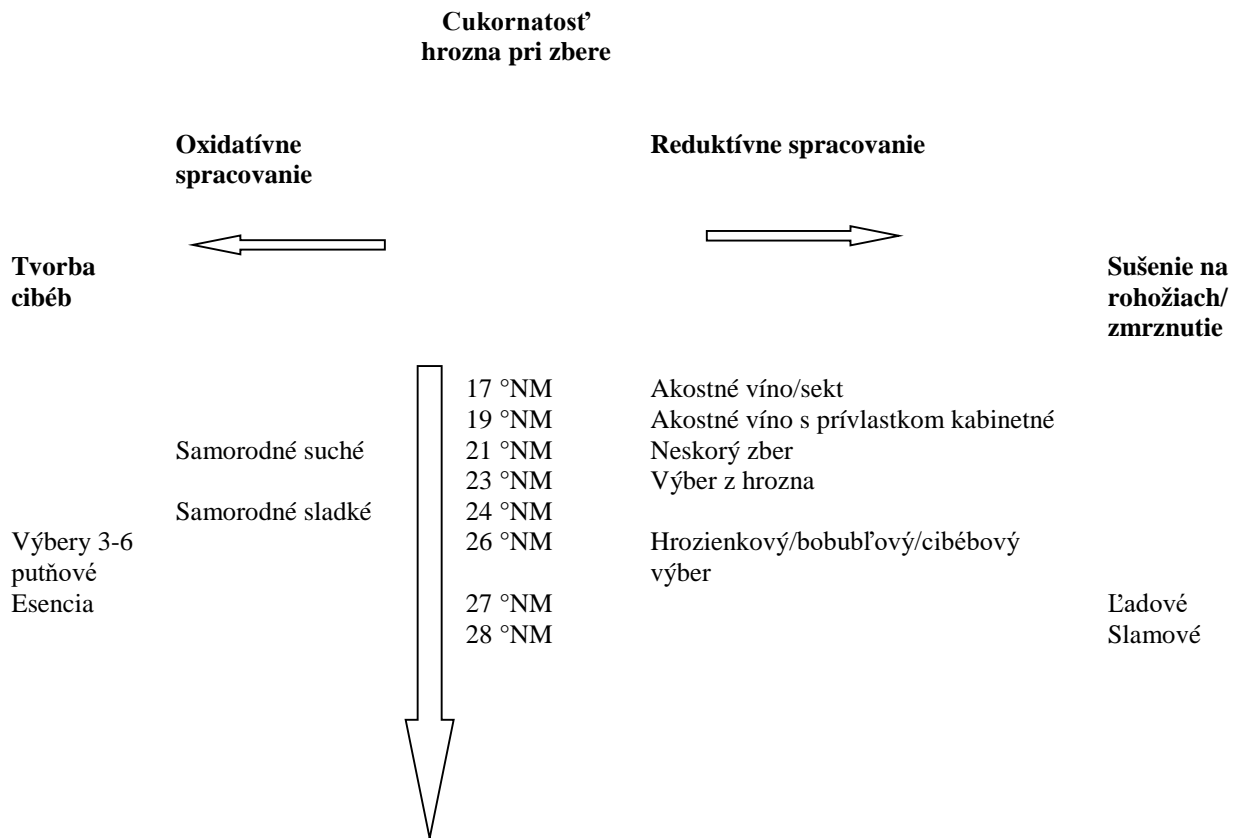 Cukornatosť
hrozna pri zbere
Oxidatívne
spracovanie
Reduktívne spracovanie
Tvorba
cibéb
Sušenie na
rohožiach/
zmrznutie
17 °NM Akostné víno/sekt
19 °NM Akostné víno s prívlastkom kabinetné
Samorodné suché 21 °NM Neskorý zber
23 °NM Výber z hrozna
Samorodné sladké 24 °NM
Výbery 3-6 26 °NM Hrozienkový/bobubľový/cibébový
putňové výber
Esencia 27 °NM Ľadové
28 °NM Slamové